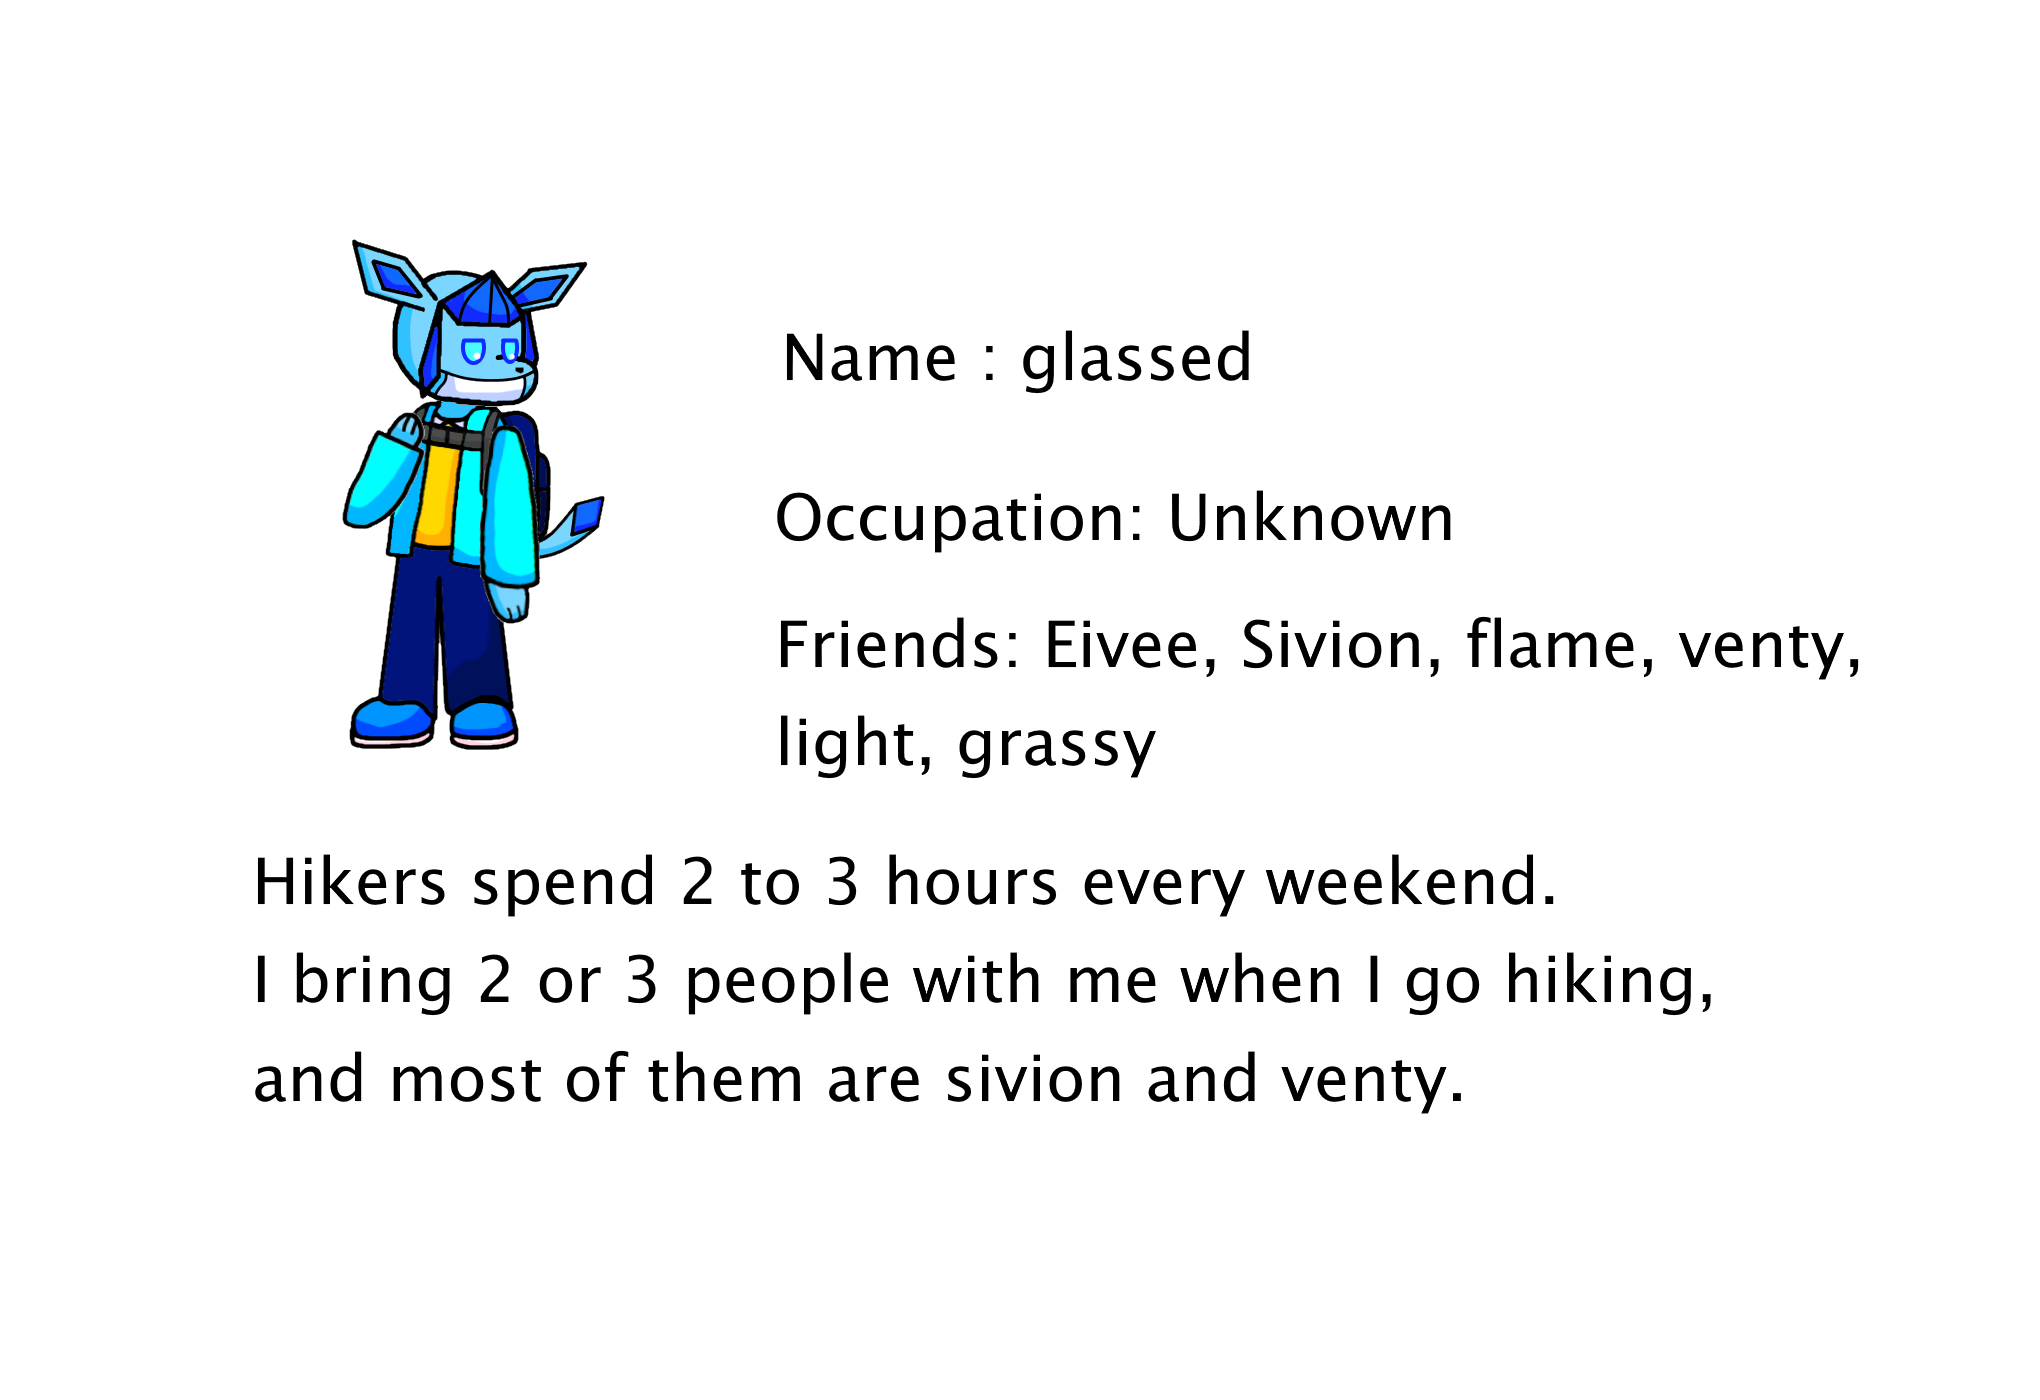 Name : glassed
Occupation: Unknown
Friends: Eivee, Sivion, flame, venty,
light, grassy
Hikers spend 2 to 3 hours every weekend.
I bring 2 or 3 people with me when I go hiking,
and most of them are sivion and venty.